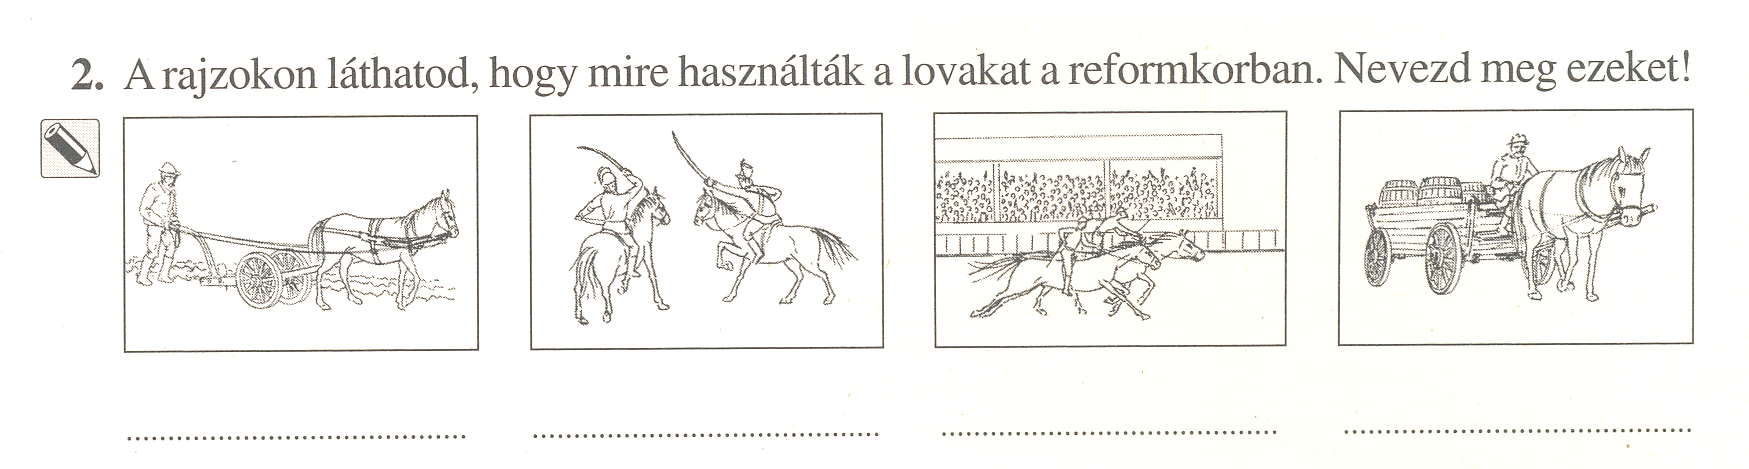 2. A rajzokon láthatod, hogy mire használták a lovakat a reformkorban. Nevezd meg ezeket!